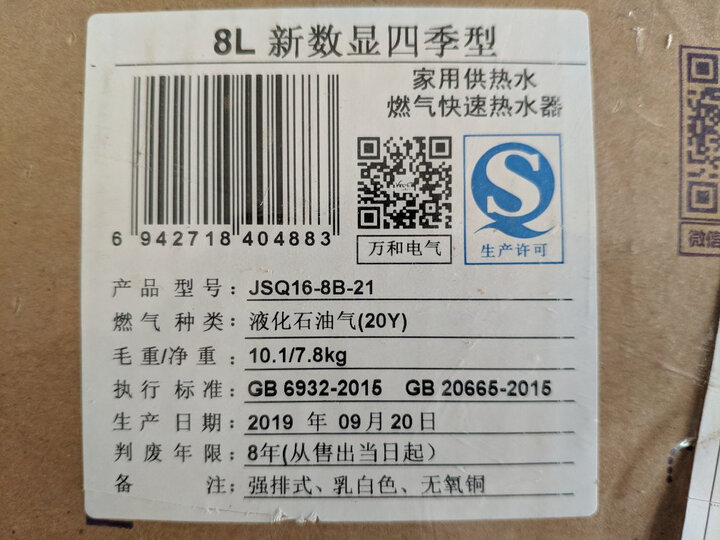 8L 新数显四季型
家用供热水
燃气快速热水器
6 942718 404883
万和电气
生产许可
微信
产品型号: JSQ16-8B-21
燃气种类: 液化石油气(20Y)
毛重/净重: 10.1/7.8kg
执行标准: GB 6932-2015 GB 20665-2015
生产日期: 2019 年 09月20日
判废年限: 8年(从售出当日起)
备注: 强排式、乳白色、无氧铜